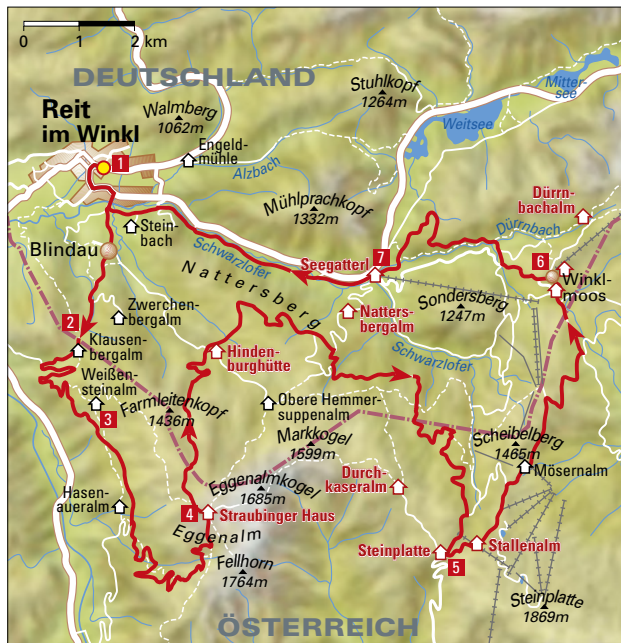 0 1 2 km
DEUTSCHLAND
Reit
im Winkl
1
Walmberg
1062m
Engeld-
mühle
Alzbach
Stuhlkopf
1264m
Mitter-
see
Weitsee
Mühlprachkopf
1332m
Dürrn-
bachalm
Dürrnbach
Stein-
bach
Blindau
Schwarzlofer
Nattersberg
Seegatterl
7
6
Winkl-
moos
Sondersberg
1247m
Natters-
bergalm
Schwarzlofer
Zwerchen-
bergalm
2
Klausen-
bergalm
Hinden-
burghütte
Weißen-
steinalm
3
Farmleitenkopf
1436m
Obere Hemmer-
suppenalm
Markkogel
1599m
Scheibelberg
1465m
Mösernalm
Eggenalmkogel
1685m
Durch-
kaseralm
Hasen-
aueralm
4
Straubinger Haus
Eggenalm
Fellhorn
1764m
Steinplatte
5
Stallenalm
Steinplatte
1869m
ÖSTERREICH